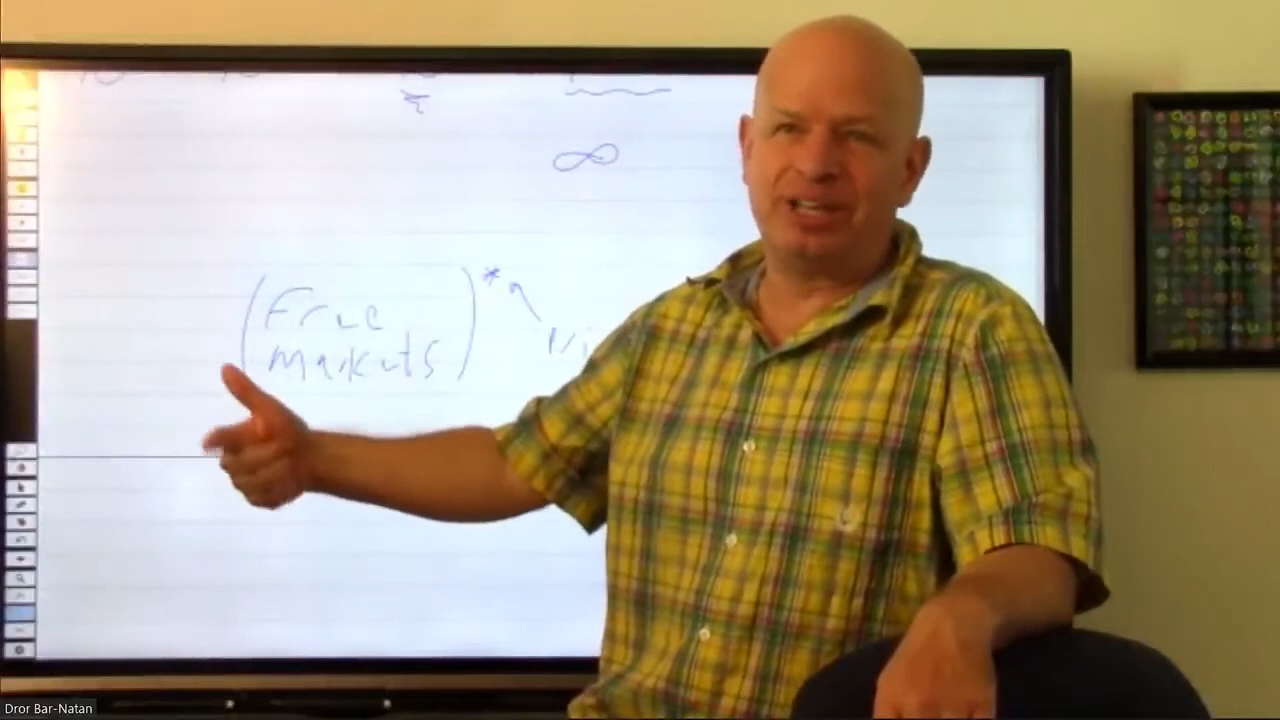 ∞
(Free
markets)*
Dror Bar-Natan